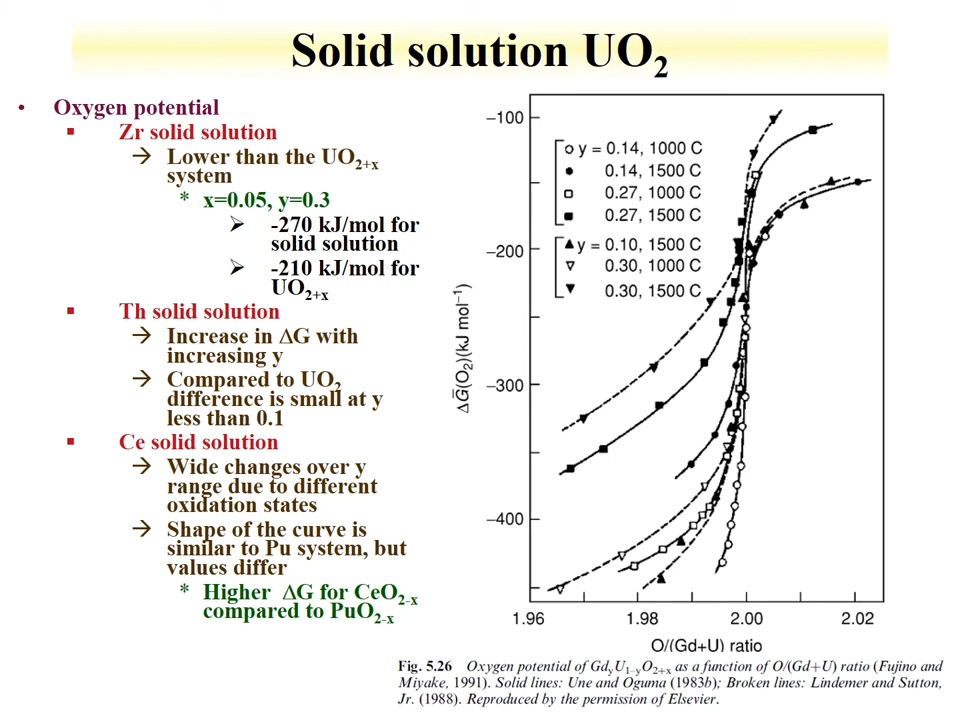 Solid solution UO₂
• Oxygen potential
▪ Zr solid solution
→ Lower than the UO₂₊ₓ
system
* x=0.05, y=0.3
➢ -270 kJ/mol for
solid solution
➢ -210 kJ/mol for
UO₂₊ₓ
▪ Th solid solution
→ Increase in ΔG with
increasing y
→ Compared to UO₂
difference is small at y
less than 0.1
▪ Ce solid solution
→ Wide changes over y
range due to different
oxidation states
→ Shape of the curve is
similar to Pu system, but
values differ
* Higher ΔG for CeO₂₋ₓ
compared to PuO₂₋ₓ
−100
−200
−300
−400
ΔG̅(O₂)(kJ mol⁻¹)
y = 0.14, 1000 C
0.14, 1500 C
0.27, 1000 C
0.27, 1500 C
y = 0.10, 1500 C
0.30, 1000 C
0.30, 1500 C
1.96 1.98 2.00 2.02
O/(Gd+U) ratio
Fig. 5.26 Oxygen potential of GdᵧU₁₋ᵧO₂₊ₓ as a function of O/(Gd+U) ratio (Fujino and
Miyake, 1991). Solid lines: Une and Oguma (1983b); Broken lines: Lindemer and Sutton,
Jr. (1988). Reproduced by the permission of Elsevier.